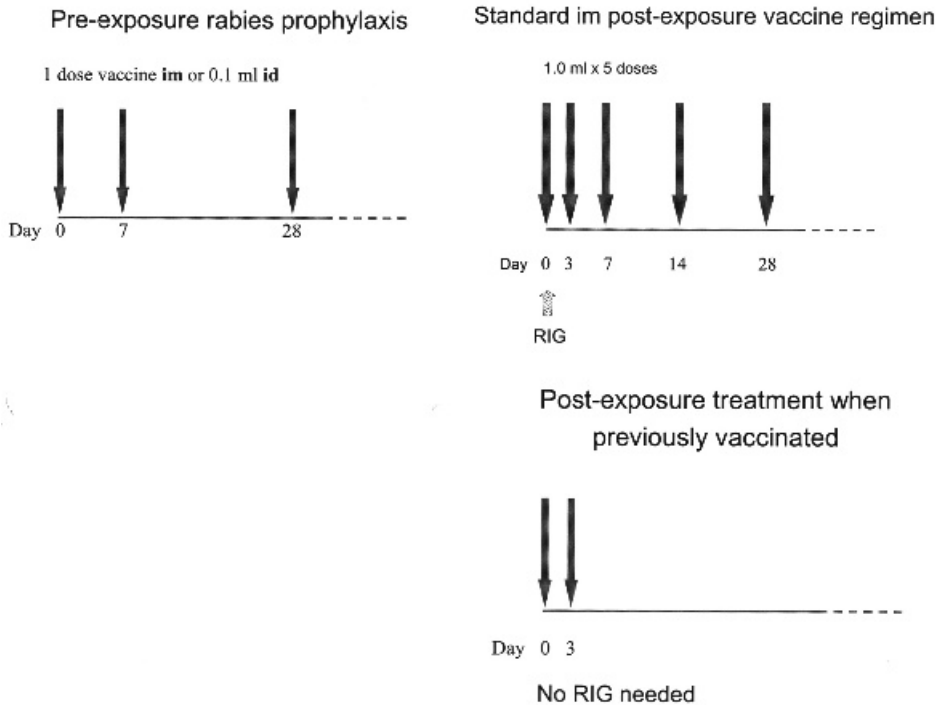 Pre-exposure rabies prophylaxis
1 dose vaccine im or 0.1 ml id
Day 0 7 28
Standard im post-exposure vaccine regimen
1.0 ml x 5 doses
Day 0 3 7 14 28
RIG
Post-exposure treatment when
previously vaccinated
Day 0 3
No RIG needed